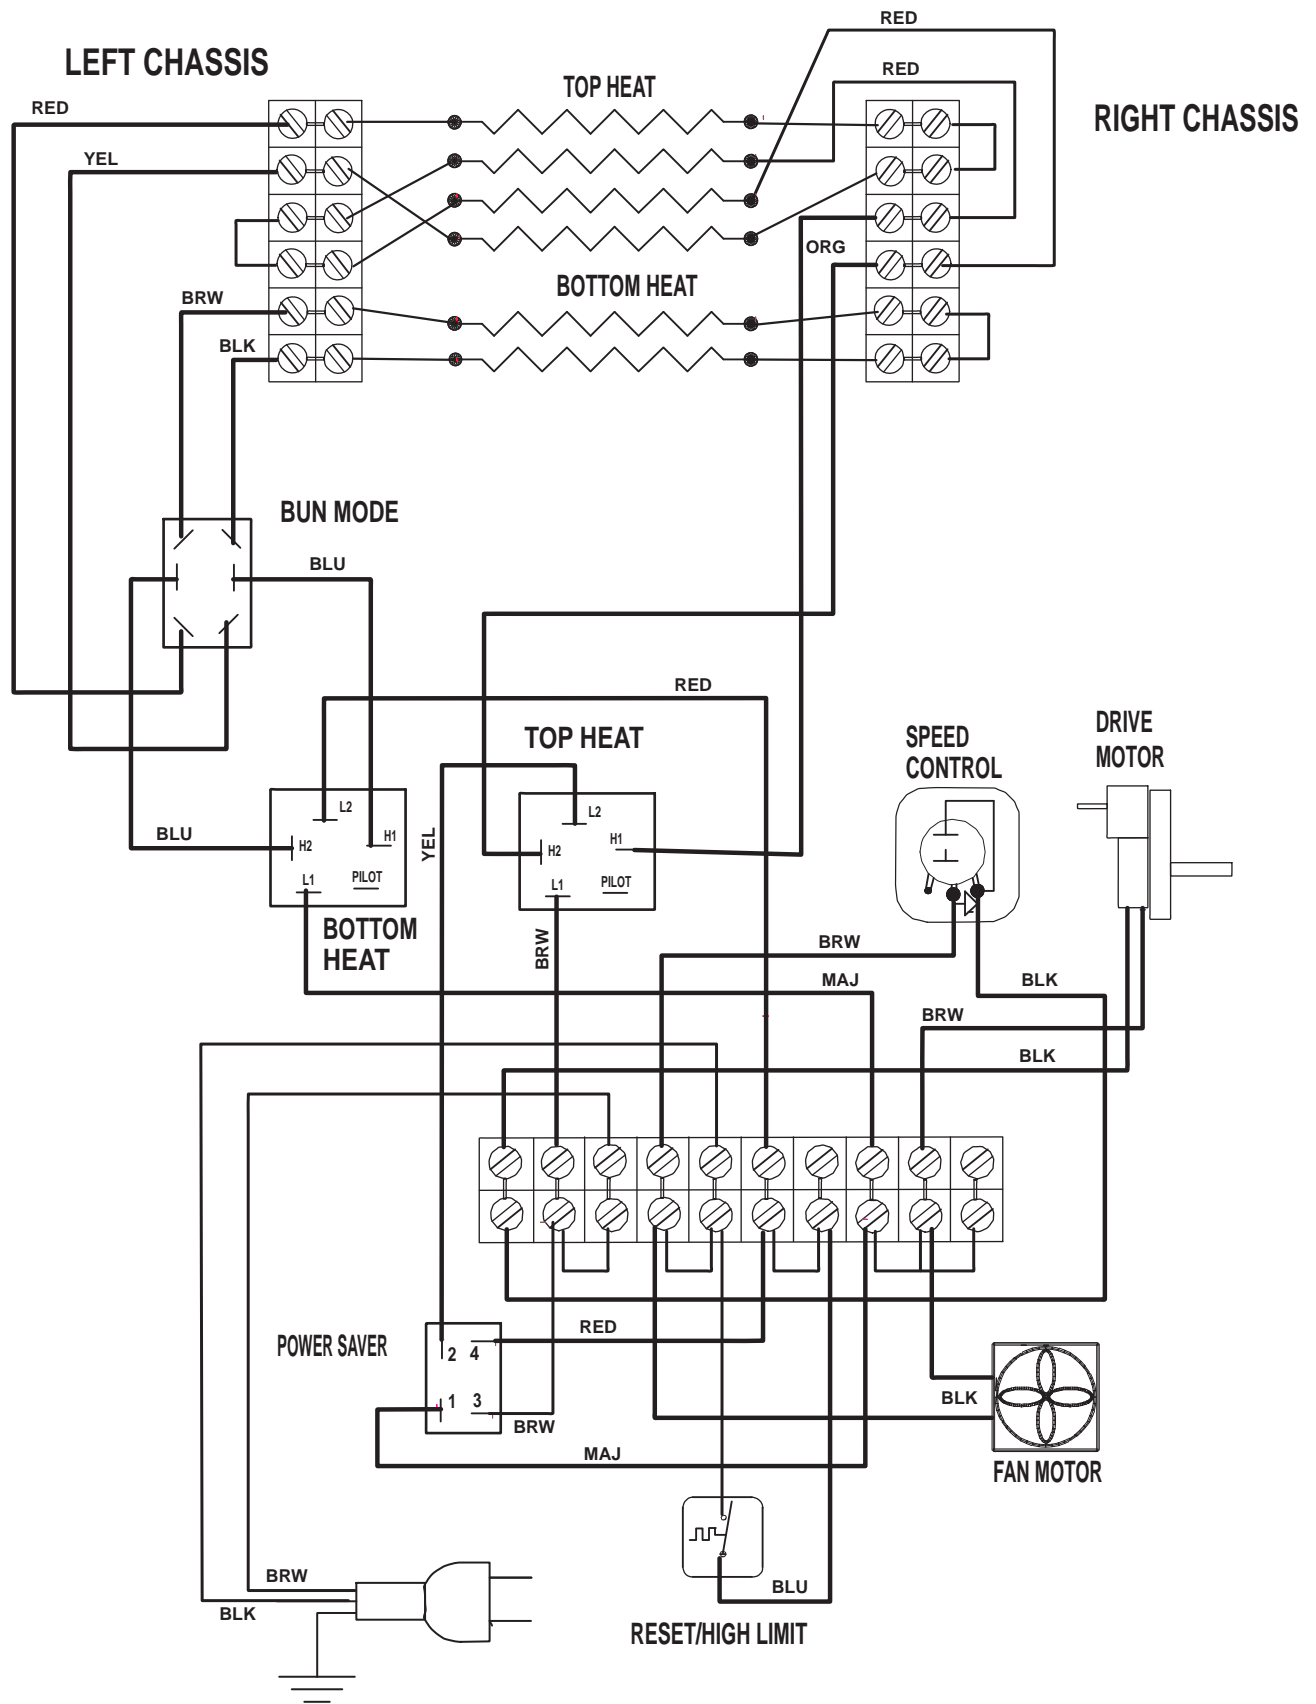 RED
LEFT CHASSIS
RED
TOP HEAT
RED
RIGHT CHASSIS
YEL
ORG
BOTTOM HEAT
BRW
BLK
BUN MODE
BLU
RED
TOP HEAT
SPEED
CONTROL
DRIVE
MOTOR
L2
H1
H2
L1
PILOT
BLU
YEL
L2
H1
H2
L1
PILOT
BOTTOM
HEAT
BRW
BRW
MAJ
BLK
BRW
BLK
POWER SAVER
RED
2 4
1 3
BRW
MAJ
BLK
FAN MOTOR
BRW
BLK
BLU
RESET/HIGH LIMIT